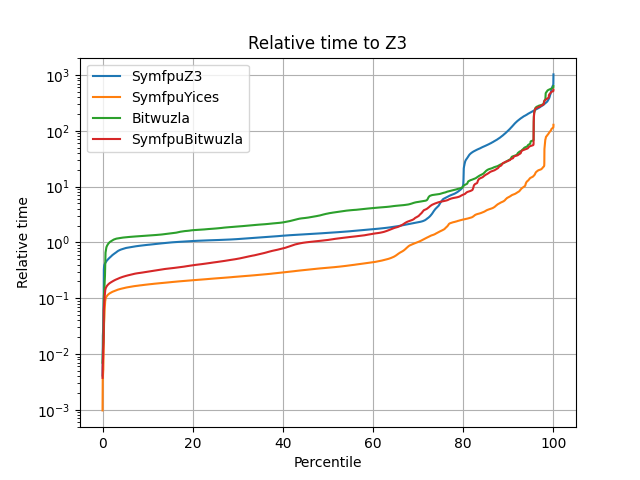 Relative time to Z3
SymfpuZ3
SymfpuYices
Bitwuzla
SymfpuBitwuzla
Relative time
10³
10²
10¹
10⁰
10⁻¹
10⁻²
10⁻³
0 20 40 60 80 100
Percentile